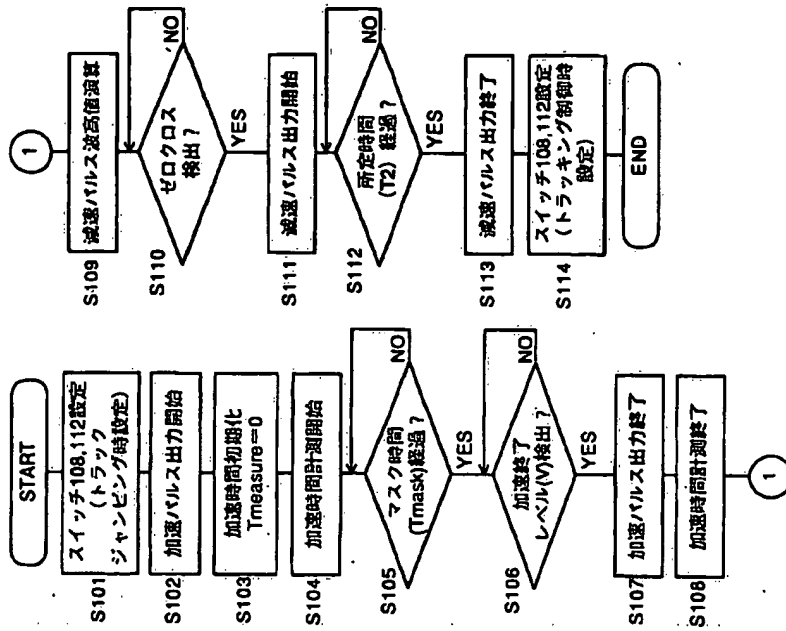 START
S101
スイッチ108,112設定
(トラック
ジャンピング時設定)
S102
加速パルス出力開始
S103
加速時間初期化
Tmeasure=0
S104
加速時間計測開始
S105
マスク時間
(Tmask)経過?
NO
YES
S106
加速終了
レベル(V)検出?
NO
YES
S107
加速パルス出力終了
S108
加速時間計測終了
1
1
S109
減速パルス波高値演算
S110
ゼロクロス
検出?
NO
YES
S111
減速パルス出力開始
S112
所定時間
(T2) 経過?
NO
YES
S113
減速パルス出力終了
S114
スイッチ108,112設定
(トラッキング制御時
設定)
END